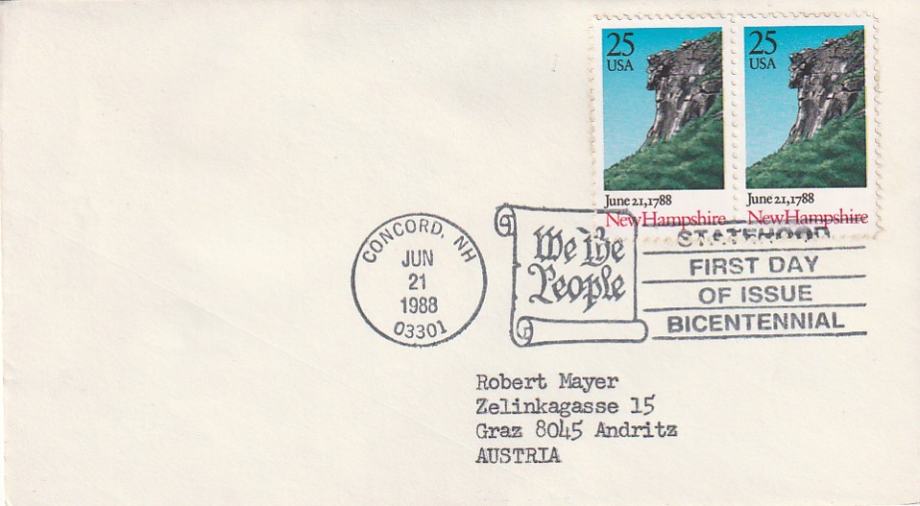 25
USA
June 21, 1788
New Hampshire
25
USA
June 21, 1788
New Hampshire
CONCORD, NH
JUN
21
1988
03301
We the
People
STATEHOOD
FIRST DAY
OF ISSUE
BICENTENNIAL
Robert Mayer
Zelinkagasse 15
Graz 8045 Andritz
AUSTRIA